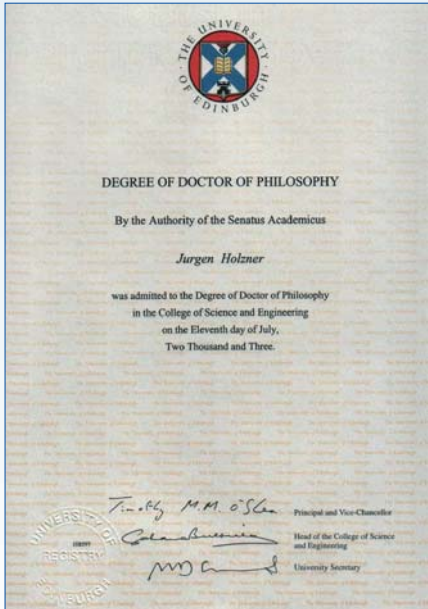 THE UNIVERSITY
OF EDINBURGH
DEGREE OF DOCTOR OF PHILOSOPHY
By the Authority of the Senatus Academicus
Jurgen Holzner
was admitted to the Degree of Doctor of Philosophy
in the College of Science and Engineering
on the Eleventh day of July,
Two Thousand and Three.
Timothy M.M. O'Shea
Principal and Vice-Chancellor
Head of the College of Science
and Engineering
University Secretary
UNIVERSITY OF
REGISTRY
EDINBURGH